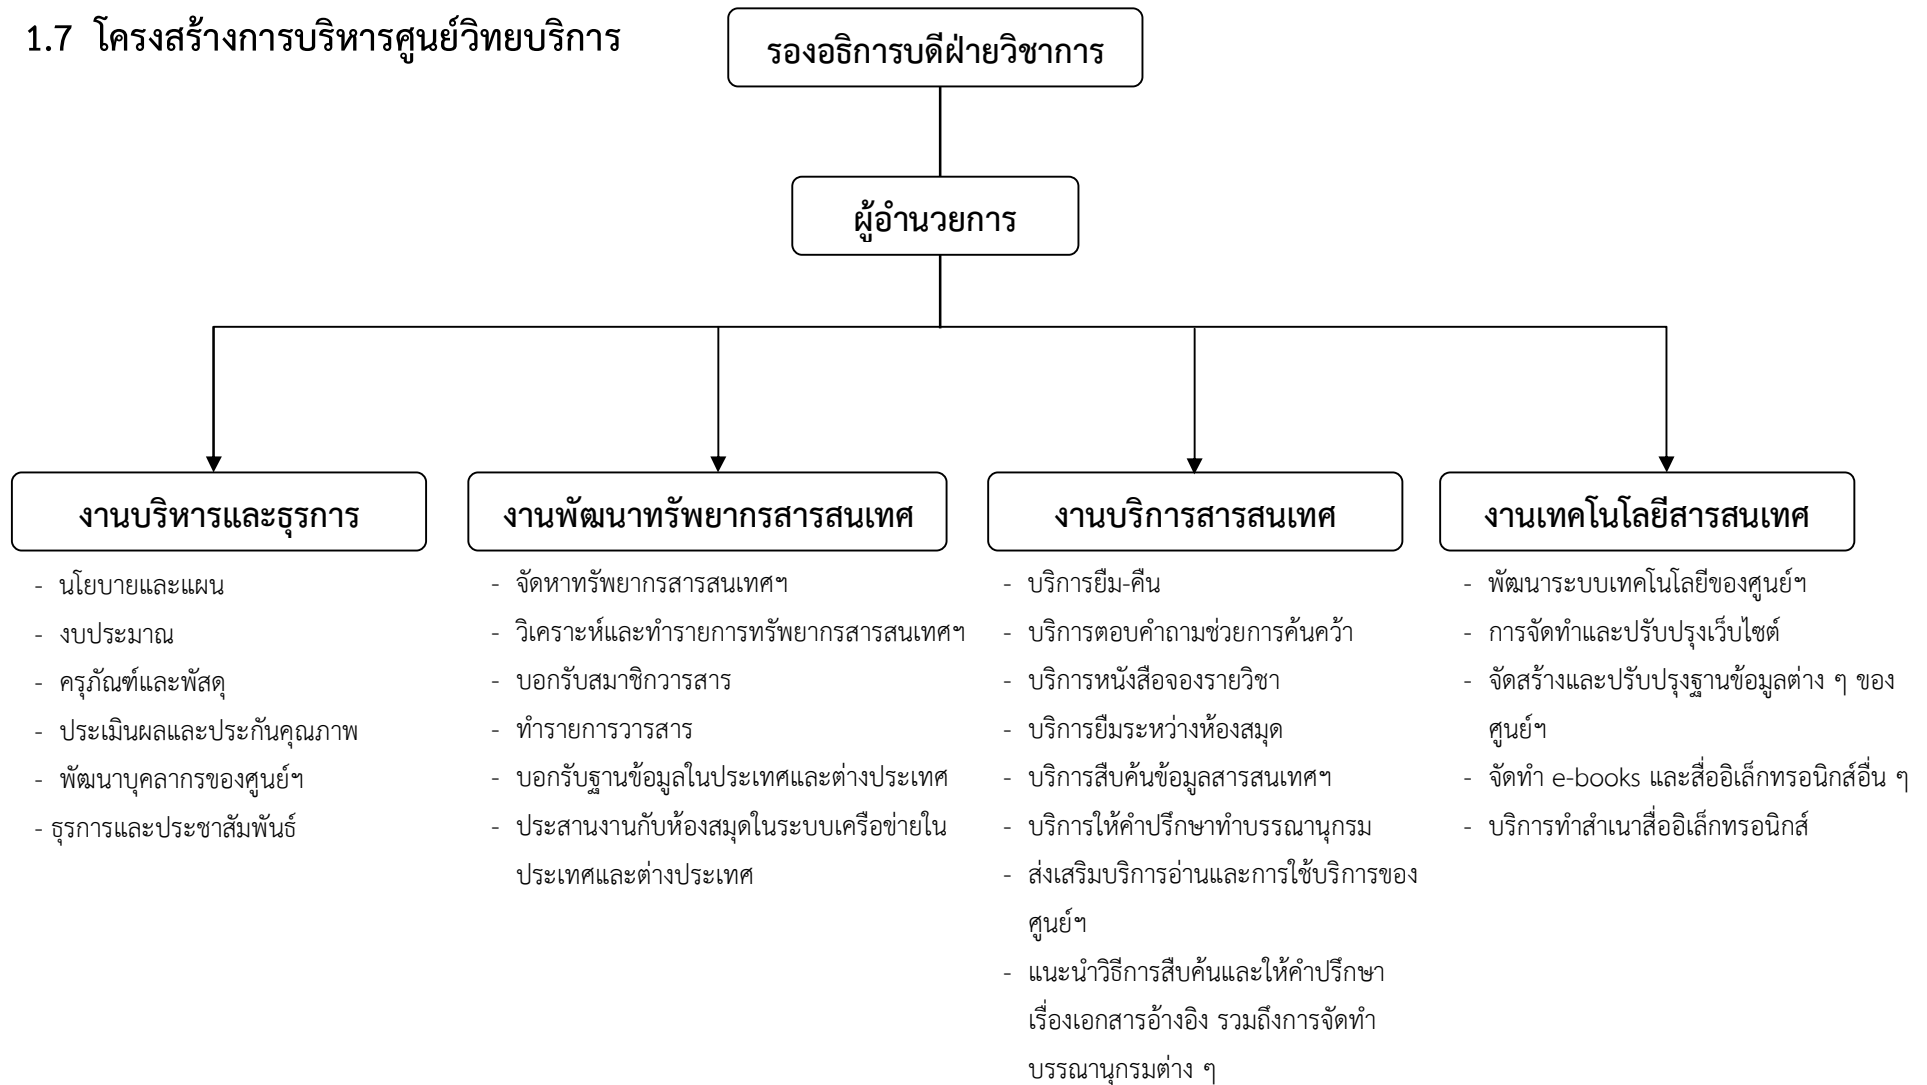 1.7 โครงสร้างการบริหารศูนย์วิทยบริการ
รองอธิการบดีฝ่ายวิชาการ
ผู้อำนวยการ
งานบริหารและธุรการ
- นโยบายและแผน
- งบประมาณ
- ครุภัณฑ์และพัสดุ
- ประเมินผลและประกันคุณภาพ
- พัฒนาบุคลากรของศูนย์ฯ
- ธุรการและประชาสัมพันธ์
งานพัฒนาทรัพยากรสารสนเทศ
- จัดหาทรัพยากรสารสนเทศฯ
- วิเคราะห์และทำรายการทรัพยากรสารสนเทศฯ
- บอกรับสมาชิกวารสาร
- ทำรายการวารสาร
- บอกรับฐานข้อมูลในประเทศและต่างประเทศ
- ประสานงานกับห้องสมุดในระบบเครือข่ายใน
ประเทศและต่างประเทศ
งานบริการสารสนเทศ
- บริการยืม-คืน
- บริการตอบคำถามช่วยการค้นคว้า
- บริการหนังสือจองรายวิชา
- บริการยืมระหว่างห้องสมุด
- บริการสืบค้นข้อมูลสารสนเทศฯ
- บริการให้คำปรึกษาทำบรรณานุกรม
- ส่งเสริมบริการอ่านและการใช้บริการของ
ศูนย์ฯ
- แนะนำวิธีการสืบค้นและให้คำปรึกษา
เรื่องเอกสารอ้างอิง รวมถึงการจัดทำ
บรรณานุกรมต่าง ๆ
งานเทคโนโลยีสารสนเทศ
- พัฒนาระบบเทคโนโลยีของศูนย์ฯ
- การจัดทำและปรับปรุงเว็บไซต์
- จัดสร้างและปรับปรุงฐานข้อมูลต่าง ๆ ของ
ศูนย์ฯ
- จัดทำ e-books และสื่ออิเล็กทรอนิกส์อื่น ๆ
- บริการทำสำเนาสื่ออิเล็กทรอนิกส์